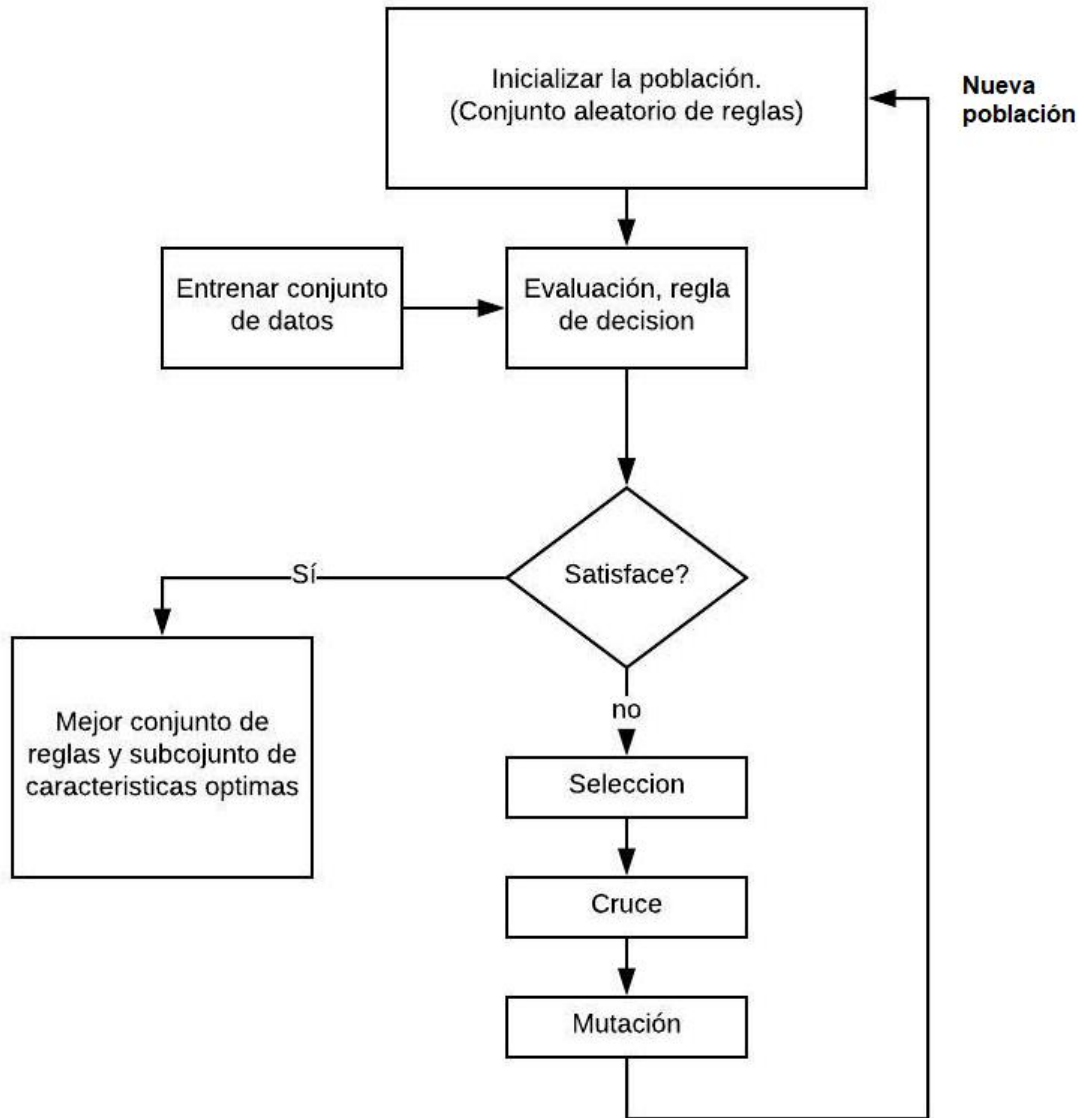 Inicializar la población.
(Conjunto aleatorio de reglas)
Nueva
población
Entrenar conjunto
de datos
Evaluación, regla
de decision
Satisface?
Sí
no
Mejor conjunto de
reglas y subcojunto de
caracteristicas optimas
Seleccion
Cruce
Mutación